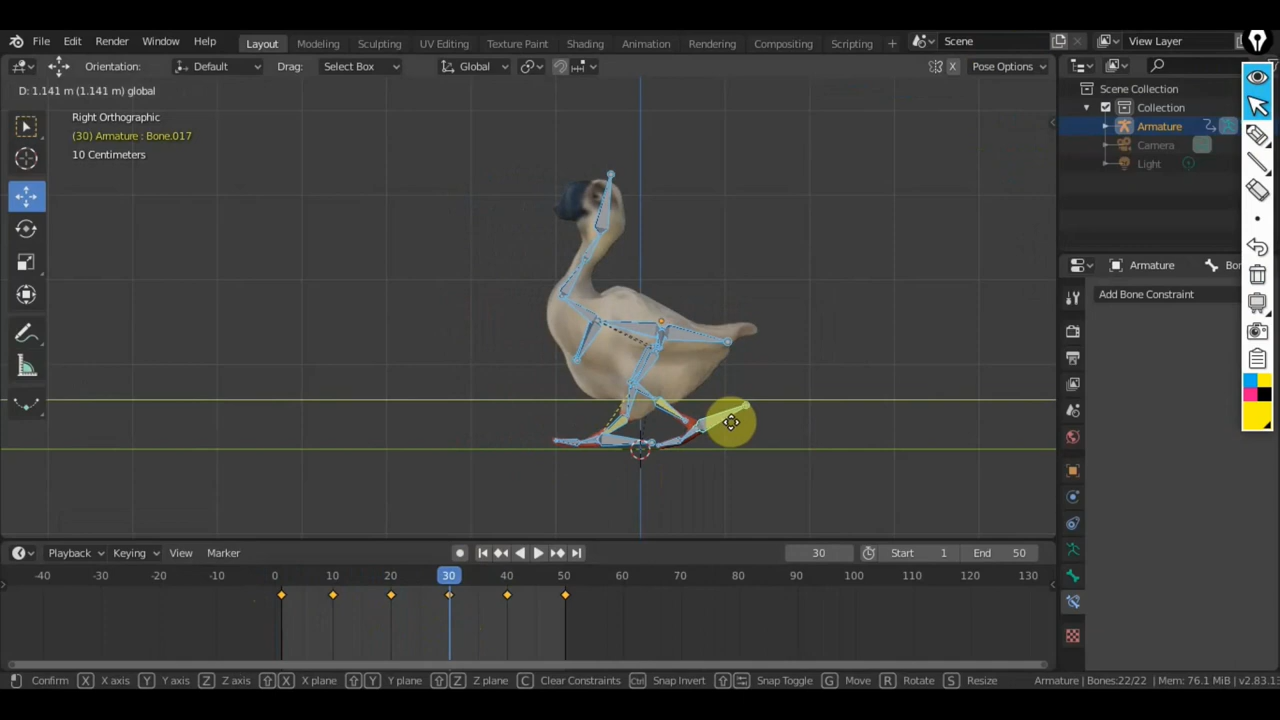 File Edit Render Window Help Layout Modeling Sculpting UV Editing Texture Paint Shading Animation Rendering Compositing Scripting + Scene View Layer
Orientation: Default Drag: Select Box Global X Pose Options
D: 1.141 m (1.141 m) global
Right Orthographic
(30) Armature : Bone.017
10 Centimeters
Scene Collection
Collection
Armature
Camera
Light
Armature
Add Bone Constraint
Playback Keying View Marker 30 Start 1 End 50
-40 -30 -20 -10 0 10 20 30 40 50 60 70 80 90 100 110 120 130
Confirm X X axis Y Y axis Z Z axis X X plane Y Y plane Z Z plane C Clear Constraints Ctrl Snap Invert Snap Toggle G Move R Rotate S Resize Armature | Bones:22/22 | Mem: 76.1 MiB | v2.83.1